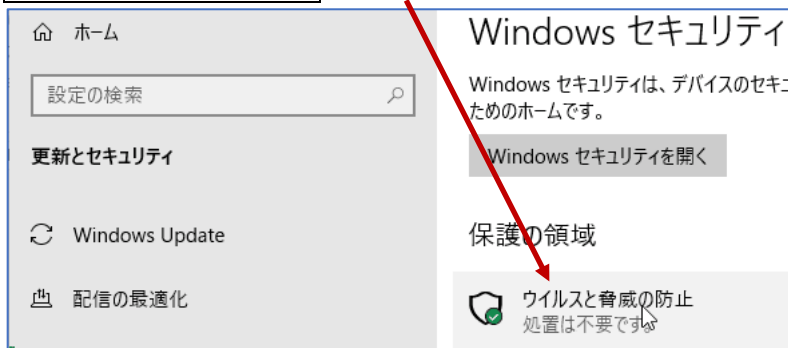 ホーム
設定の検索
更新とセキュリティ
Windows Update
配信の最適化
Windows セキュリティ
Windows セキュリティは、デバイスのセキュ
ためのホームです。
Windows セキュリティを開く
保護の領域
ウイルスと脅威の防止
処置は不要です。